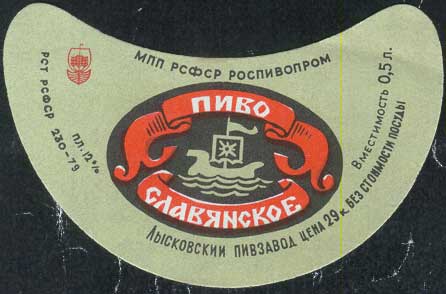 МПП РСФСР РОСПИВОПРОМ
РСТ РСФСР 230-79
ПЛ. 12%
ПИВО
СЛАВЯНСКОЕ
Вместимость 0,5 л.
Лысковский пивзавод цена 29 к. без стоимости посуды